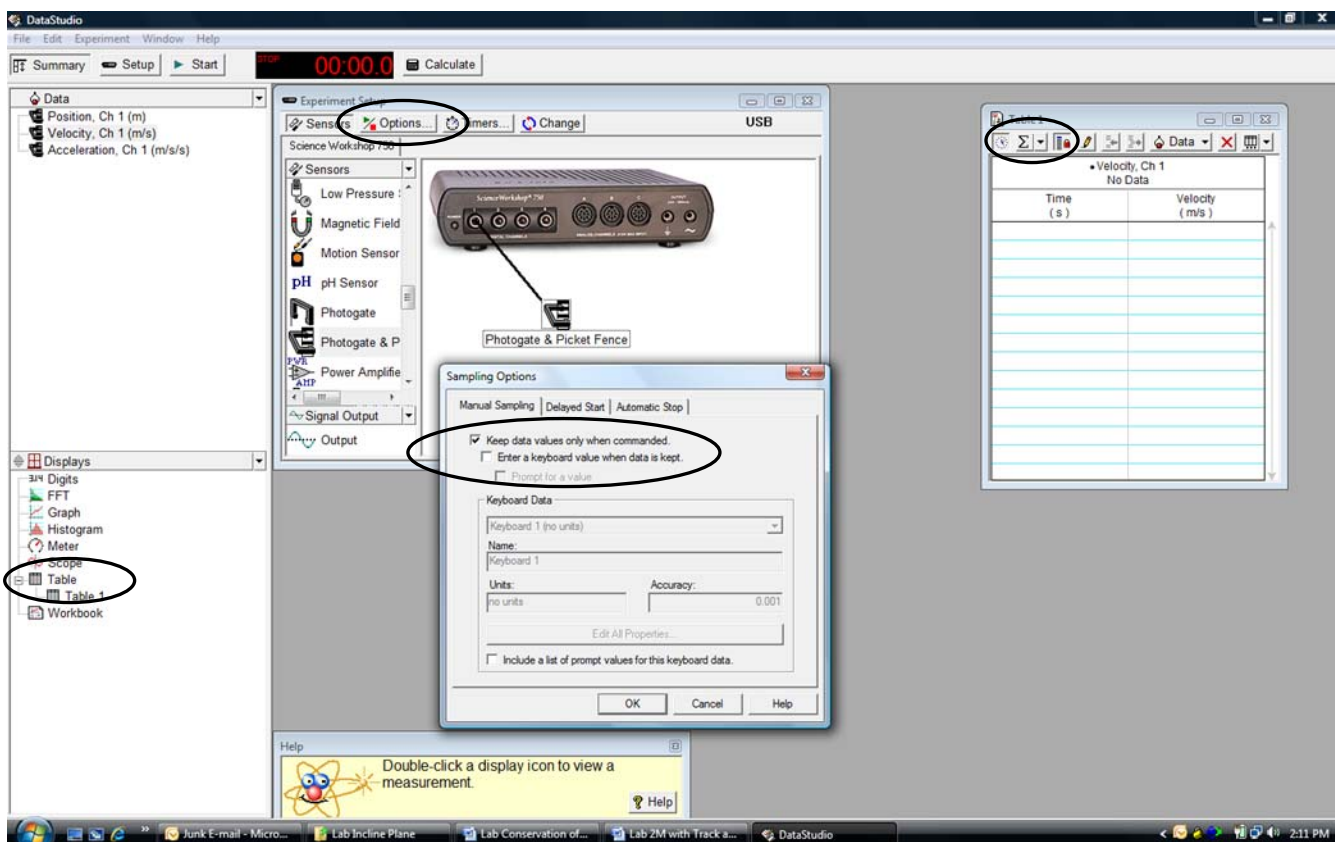 DataStudio
File Edit Experiment Window Help
Summary Setup Start
STOP
00:00.0
Calculate
Data
Position, Ch 1 (m)
Velocity, Ch 1 (m/s)
Acceleration, Ch 1 (m/s/s)
Displays
3.14 Digits
FFT
Graph
Histogram
Meter
Scope
Table
Table 1
Workbook
Experiment Setup
Sensors Options... Timers... Change
USB
Science Workshop 750
Sensors
Low Pressure
Magnetic Field
Motion Sensor
pH pH Sensor
Photogate
Photogate & P
PWR AMP Power Amplifie
Signal Output
Output
ScienceWorkshop® 750
Photogate & Picket Fence
Sampling Options
Manual Sampling Delayed Start Automatic Stop
Keep data values only when commanded.
Enter a keyboard value when data is kept.
Prompt for a value
Keyboard Data
Keyboard 1 (no units)
Name:
Keyboard 1
Units: Accuracy:
no units 0.001
Edit All Properties...
Include a list of prompt values for this keyboard data.
OK Cancel Help
Table 1
Σ Data
Velocity, Ch 1
No Data
Time Velocity
( s ) ( m/s )
Help
Double-click a display icon to view a
measurement.
Help
Junk E-mail - Micro... Lab Incline Plane Lab Conservation of... Lab 2M with Track a... DataStudio 2:11 PM